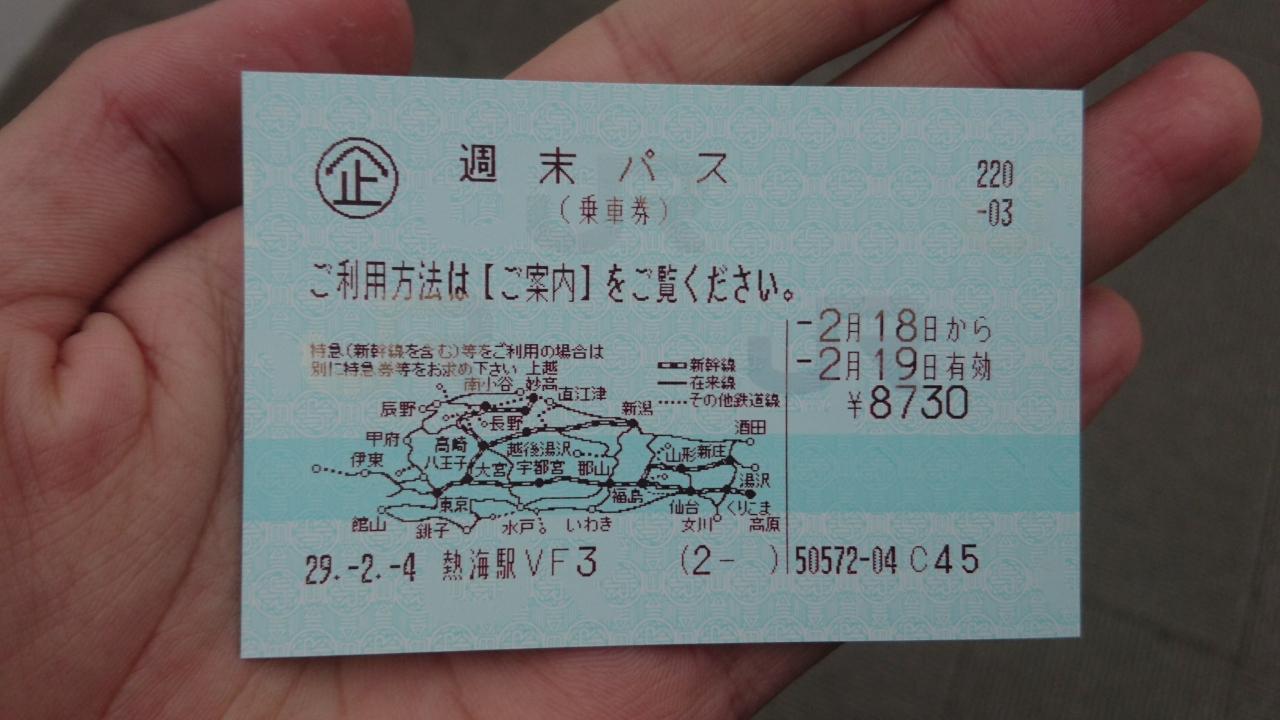 企 週末パス 220
(乗車券) -03
ご利用方法は【ご案内】をご覧ください。
-2月18日から
-2月19日有効
¥8730
特急(新幹線を含む)等をご利用の場合は
別に特急券等をお求め下さい
新幹線
在来線
その他鉄道線
上越
南小谷 妙高 直江津
辰野 長野 新潟
酒田
甲府 高崎 越後湯沢 山形 新庄
伊東 八王子 大宮 宇都宮 郡山 湯沢
東京 福島 仙台 くりこま
館山 銚子 水戸 いわき 女川 高原
29.-2.-4 熱海駅VF3 (2- ) 50572-04 C45